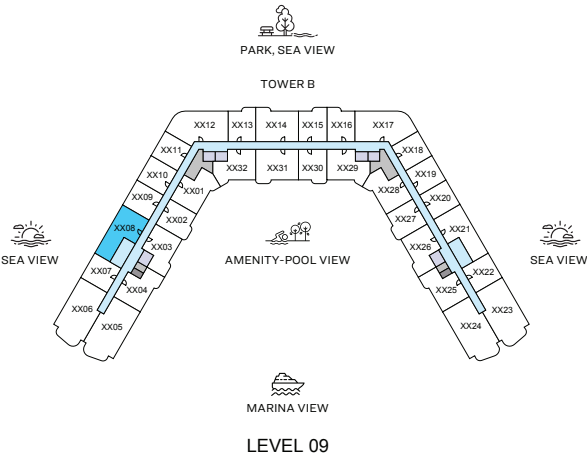 PARK, SEA VIEW
TOWER B
XX12
XX13
XX14
XX15
XX16
XX17
XX11
XX18
XX10
XX32
XX31
XX30
XX29
XX19
XX09
XX01
XX28
XX20
XX08
XX02
XX27
XX21
XX03
XX26
SEA VIEW
AMENITY-POOL VIEW
SEA VIEW
XX07
XX04
XX25
XX22
XX06
XX05
XX24
XX23
MARINA VIEW
LEVEL 09